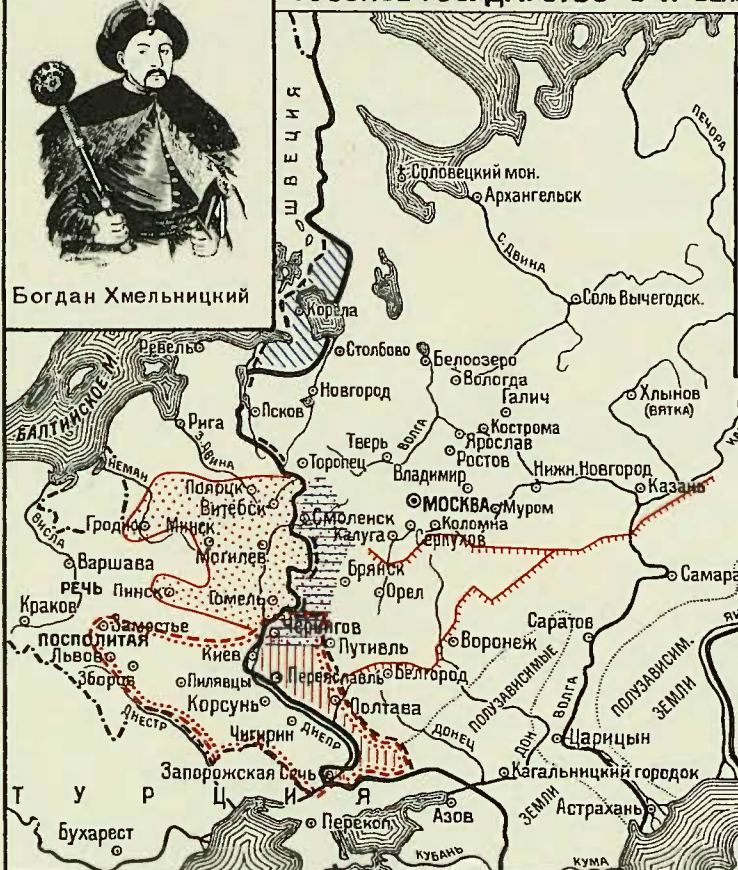 Богдан Хмельницкий
ШВЕЦИЯ
ПЕЧОРА
Соловецкий мон.
Архангельск
С. ДВИНА
Соль Вычегодск.
Корела
Ревель
Столбово
Белоозеро
Вологда
Новгород
Галич
Хлынов
(ВЯТКА)
БАЛТИЙСКОЕ М.
Псков
Рига
З. ДВИНА
Тверь
ВОЛГА
Кострома
Ярослав
Ростов
НЕМАН
Торопец
Владимир
Нижн. Новгород
Казань
Полоцк
Витебск
МОСКВА
Муром
ВИСЛА
Гродно
Минск
Смоленск
Коломна
Калуга
Серпухов
Могилев
Варшава
Брянск
Самара
РЕЧЬ
Пинск
Гомель
Орел
Краков
Замостье
Чернигов
Саратов
ПОСПОЛИТАЯ
Путивль
Воронеж
Львов
Киев
Зборов
Пилявцы
Переяславль
Белгород
ПОЛУЗАВИСИМЫЕ
ЗЕМЛИ
ПОЛУЗАВИСИМ.
ЗЕМЛИ
ВОЛГА
Корсунь
Полтава
ДНЕСТР
Чигирин
ДНЕПР
ДОНЕЦ
ДОН
Царицын
Запорожская Сечь
Кагальницкий городок
ТУРЦИЯ
Перекоп
Азов
Астрахань
Бухарест
КУБАНЬ
КУМА